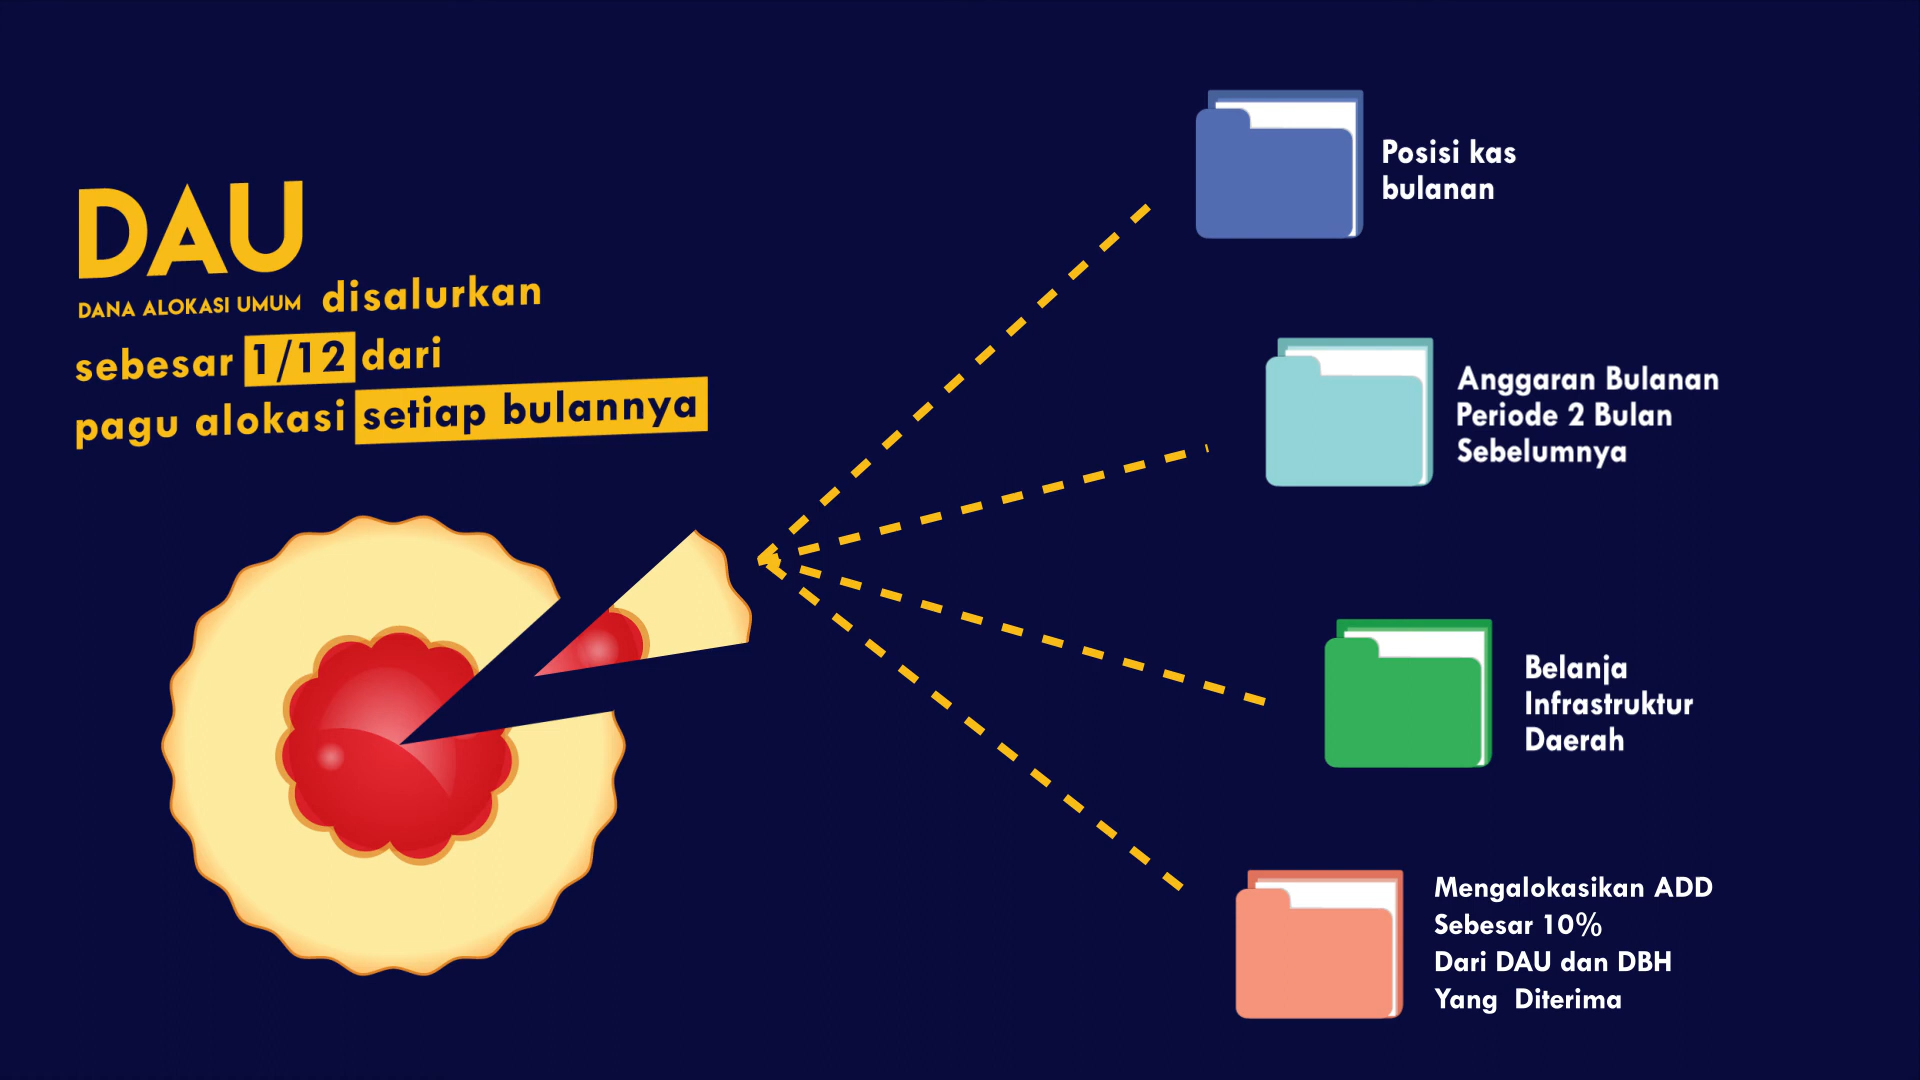 DAU
DANA ALOKASI UMUM disalurkan
sebesar 1/12 dari
pagu alokasi setiap bulannya
Posisi kas
bulanan
Anggaran Bulanan
Periode 2 Bulan
Sebelumnya
Belanja
Infrastruktur
Daerah
Mengalokasikan ADD
Sebesar 10%
Dari DAU dan DBH
Yang Diterima